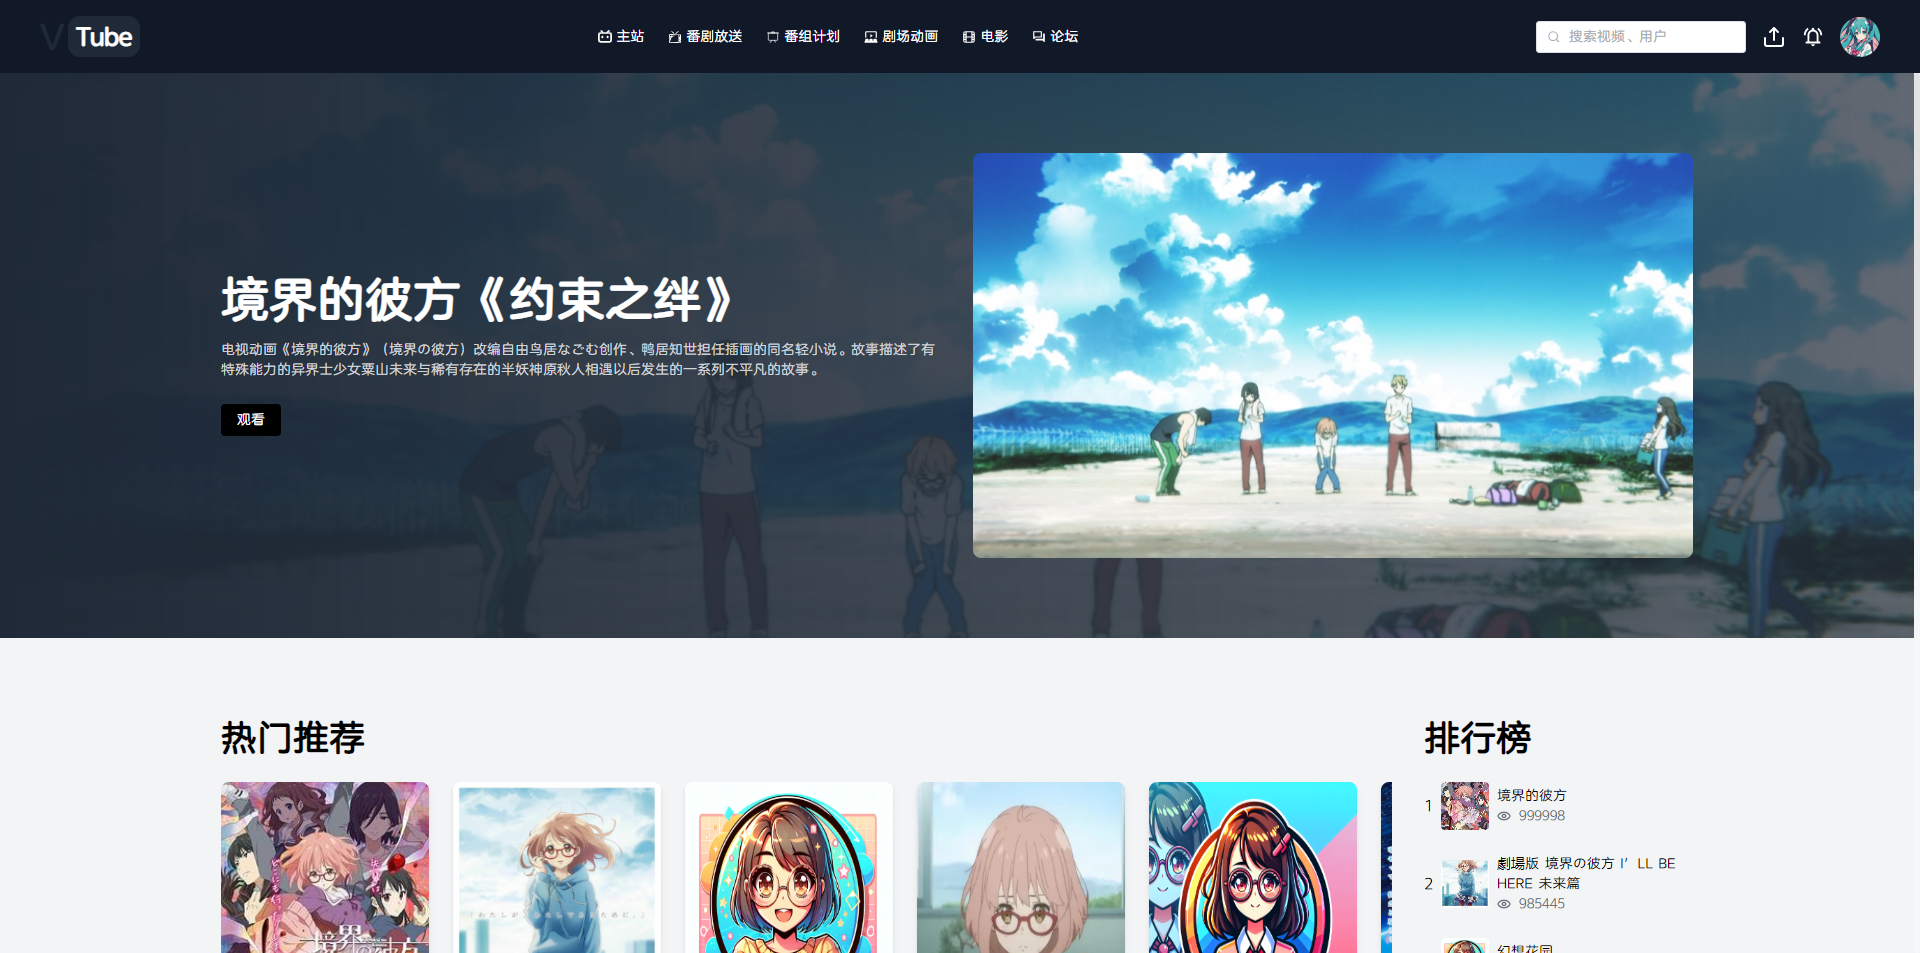 V Tube
主站
番剧放送
番组计划
剧场动画
电影
论坛
搜索视频、用户
境界的彼方《约束之绊》
电视动画《境界的彼方》（境界の彼方）改编自由鸟居なごむ创作、鸭居知世担任插画的同名轻小说。故事描述了有
特殊能力的异界士少女粟山未来与稀有存在的半妖神原秋人相遇以后发生的一系列不平凡的故事。
观看
热门推荐
排行榜
1
境界的彼方
999998
2
劇場版 境界の彼方 I’LL BE
HERE 未来篇
985445
幻想花园